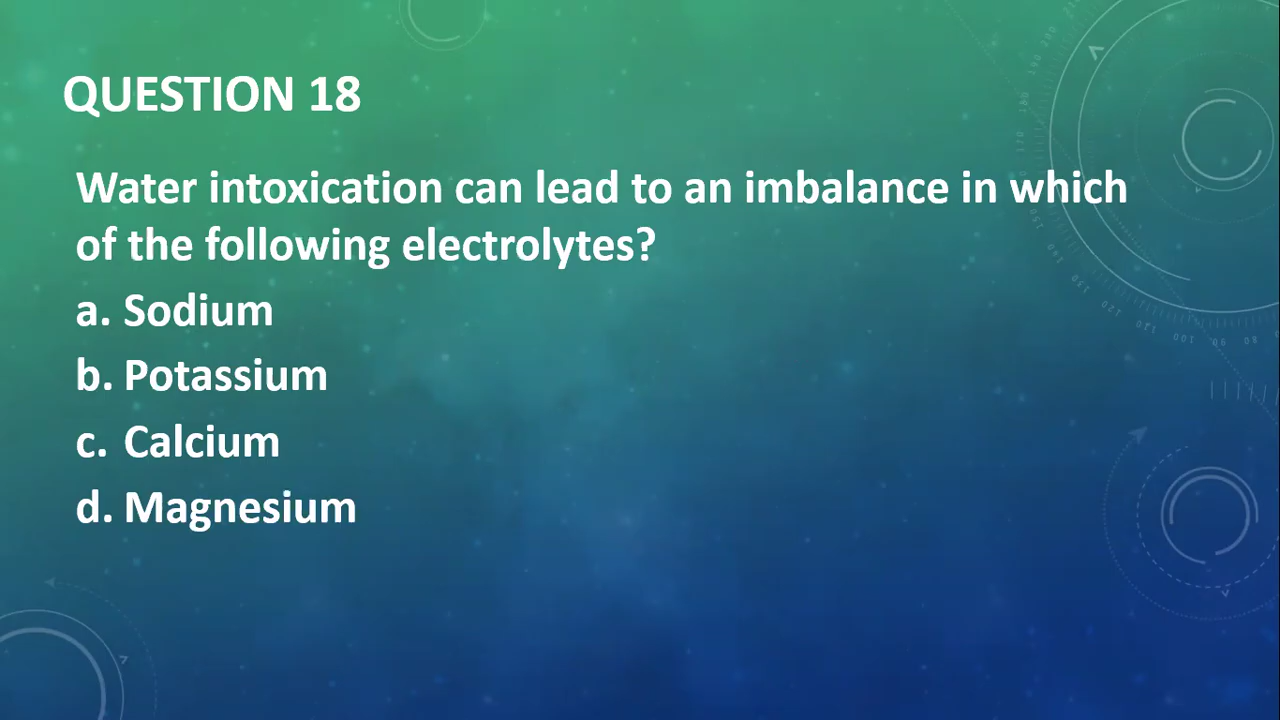 QUESTION 18
Water intoxication can lead to an imbalance in which
of the following electrolytes?
a. Sodium
b. Potassium
c. Calcium
d. Magnesium